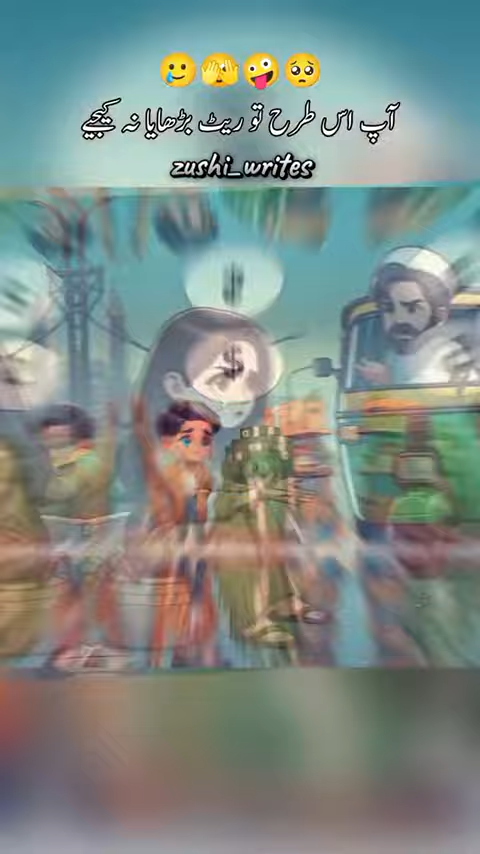 🥲🫣🤪🥺
آپ اس طرح تو ریٹ بڑھایا نہ کیجیے
zushi_writes
$
$